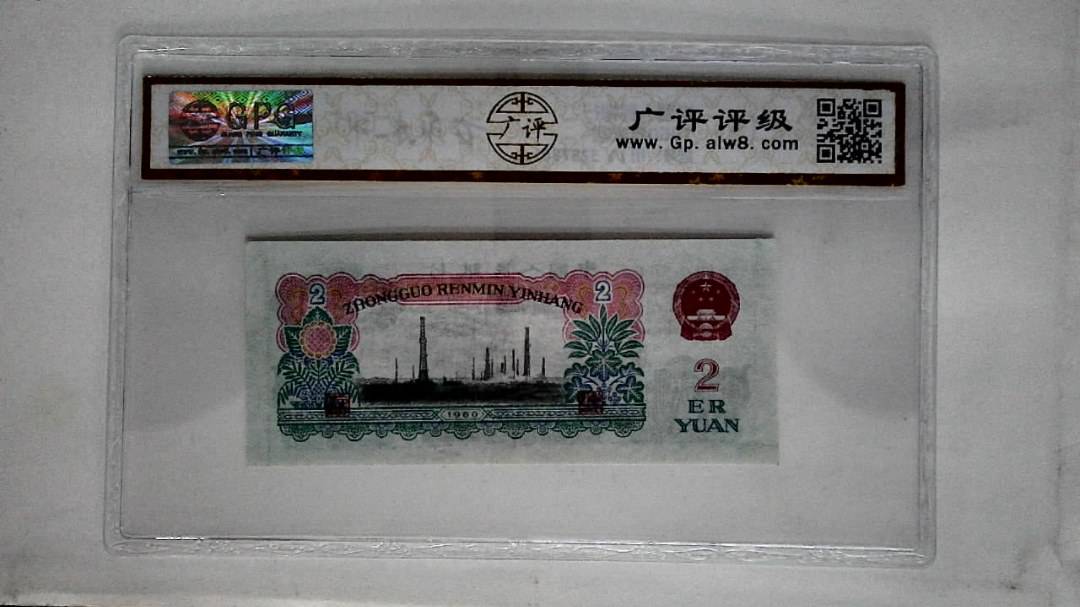 GPG
广评
广评评级
www.Gp.alw8.com
2
ZHONGGUO RENMIN YINHANG
2
1960
2
ER
YUAN